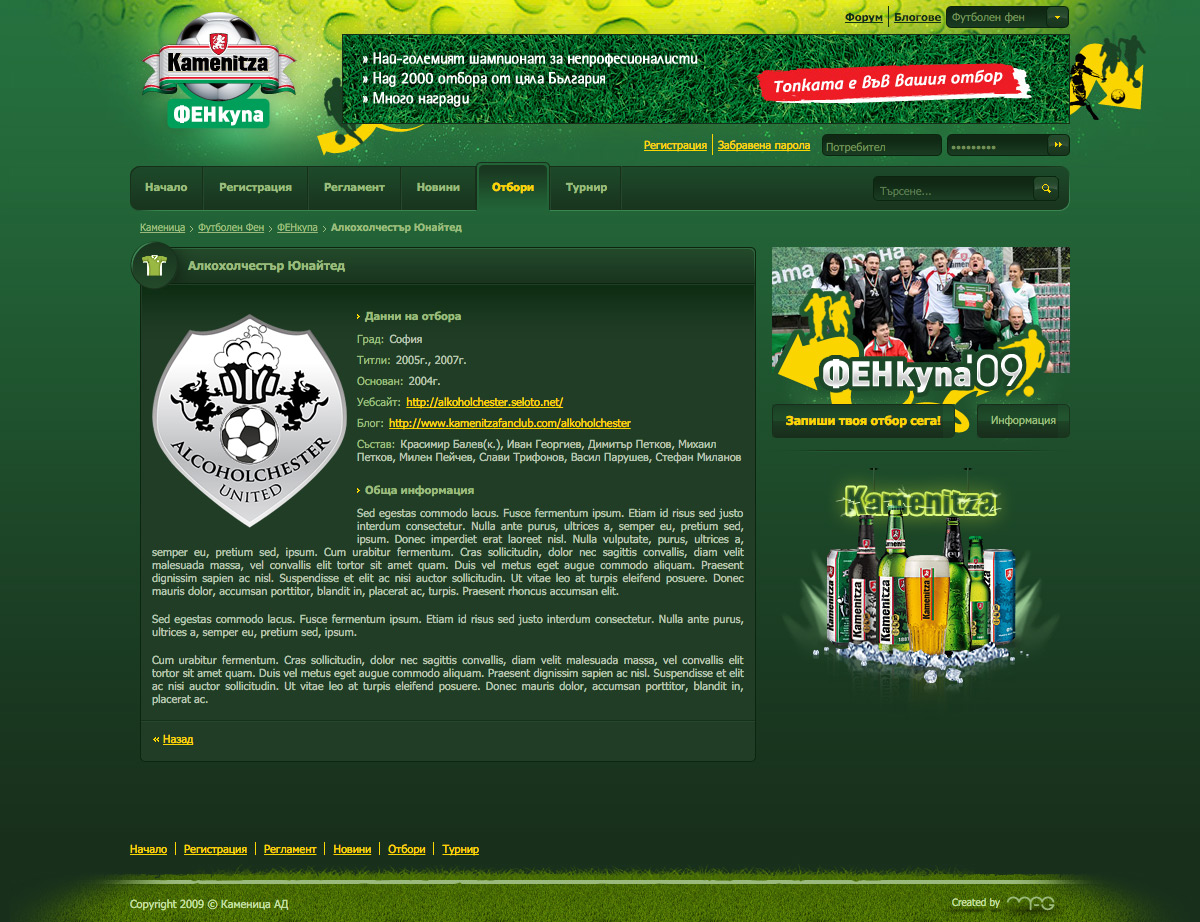 Форум
Блогове
Футболен фен
Kamenitza
ФЕНкупа
» Най-големият шампионат за непрофесионалисти
» Над 2000 отбора от цяла България
» Много награди
Топката е във вашия отбор
Регистрация
Забравена парола
Потребител
•••••••••
Начало
Регистрация
Регламент
Новини
Отбори
Турнир
Търсене...
Каменица > Футболен Фен > ФЕНкупа > Алкохолчестър Юнайтед
Алкохолчестър Юнайтед
ALCOHOLCHESTER
UNITED
Данни на отбора
Град: София
Титли: 2005г., 2007г.
Основан: 2004г.
Уебсайт: http://alkoholchester.seloto.net/
Блог: http://www.kamenitzafanclub.com/alkoholchester
Състав: Красимир Балев(к.), Иван Георгиев, Димитър Петков, Михаил
Петков, Милен Пейчев, Слави Трифонов, Васил Парушев, Стефан Миланов
Обща информация
Sed egestas commodo lacus. Fusce fermentum ipsum. Etiam id risus sed justo
interdum consectetur. Nulla ante purus, ultrices a, semper eu, pretium sed,
ipsum. Donec imperdiet erat laoreet nisl. Nulla vulputate, purus, ultrices a,
semper eu, pretium sed, ipsum. Cum urabitur fermentum. Cras sollicitudin, dolor nec sagittis convallis, diam velit
malesuada massa, vel convallis elit tortor sit amet quam. Duis vel metus eget augue commodo aliquam. Praesent
dignissim sapien ac nisl. Suspendisse et elit ac nisi auctor sollicitudin. Ut vitae leo at turpis eleifend posuere. Donec
mauris dolor, accumsan porttitor, blandit in, placerat ac, turpis. Praesent rhoncus accumsan elit.
Sed egestas commodo lacus. Fusce fermentum ipsum. Etiam id risus sed justo interdum consectetur. Nulla ante purus,
ultrices a, semper eu, pretium sed, ipsum.
Cum urabitur fermentum. Cras sollicitudin, dolor nec sagittis convallis, diam velit malesuada massa, vel convallis elit
tortor sit amet quam. Duis vel metus eget augue commodo aliquam. Praesent dignissim sapien ac nisl. Suspendisse et elit
ac nisi auctor sollicitudin. Ut vitae leo at turpis eleifend posuere. Donec mauris dolor, accumsan porttitor, blandit in,
placerat ac.
« Назад
ФЕНкупа'09
Запиши твоя отбор сега!
Информация
Kamenitza
Kamenitza
Kamenitza
Kamenitza
Kamenitza
Начало
Регистрация
Регламент
Новини
Отбори
Турнир
Copyright 2009 © Каменица АД
Created by